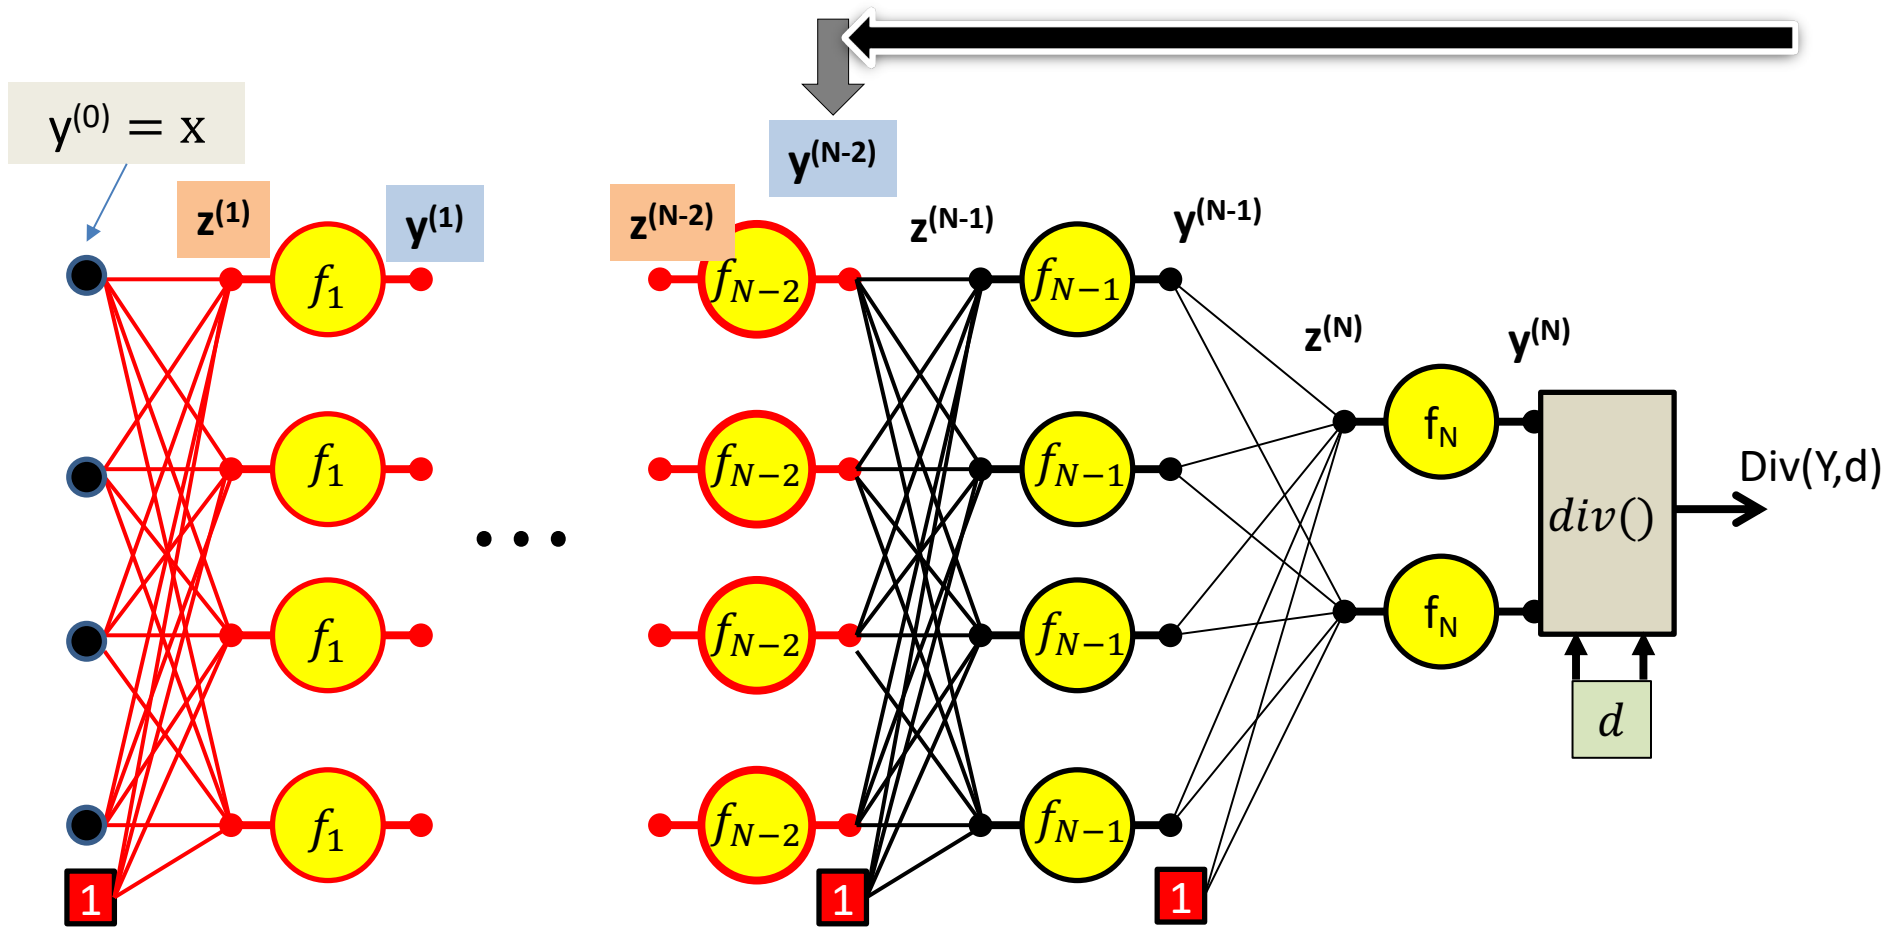 y(0) = x
z(1)
y(1)
z(N-2)
y(N-2)
z(N-1)
y(N-1)
z(N)
y(N)
f1
fN−2
fN−1
f1
fN−2
fN−1
fN
div()
Div(Y,d)
f1
fN−2
fN−1
fN
d
f1
fN−2
fN−1
1
1
1